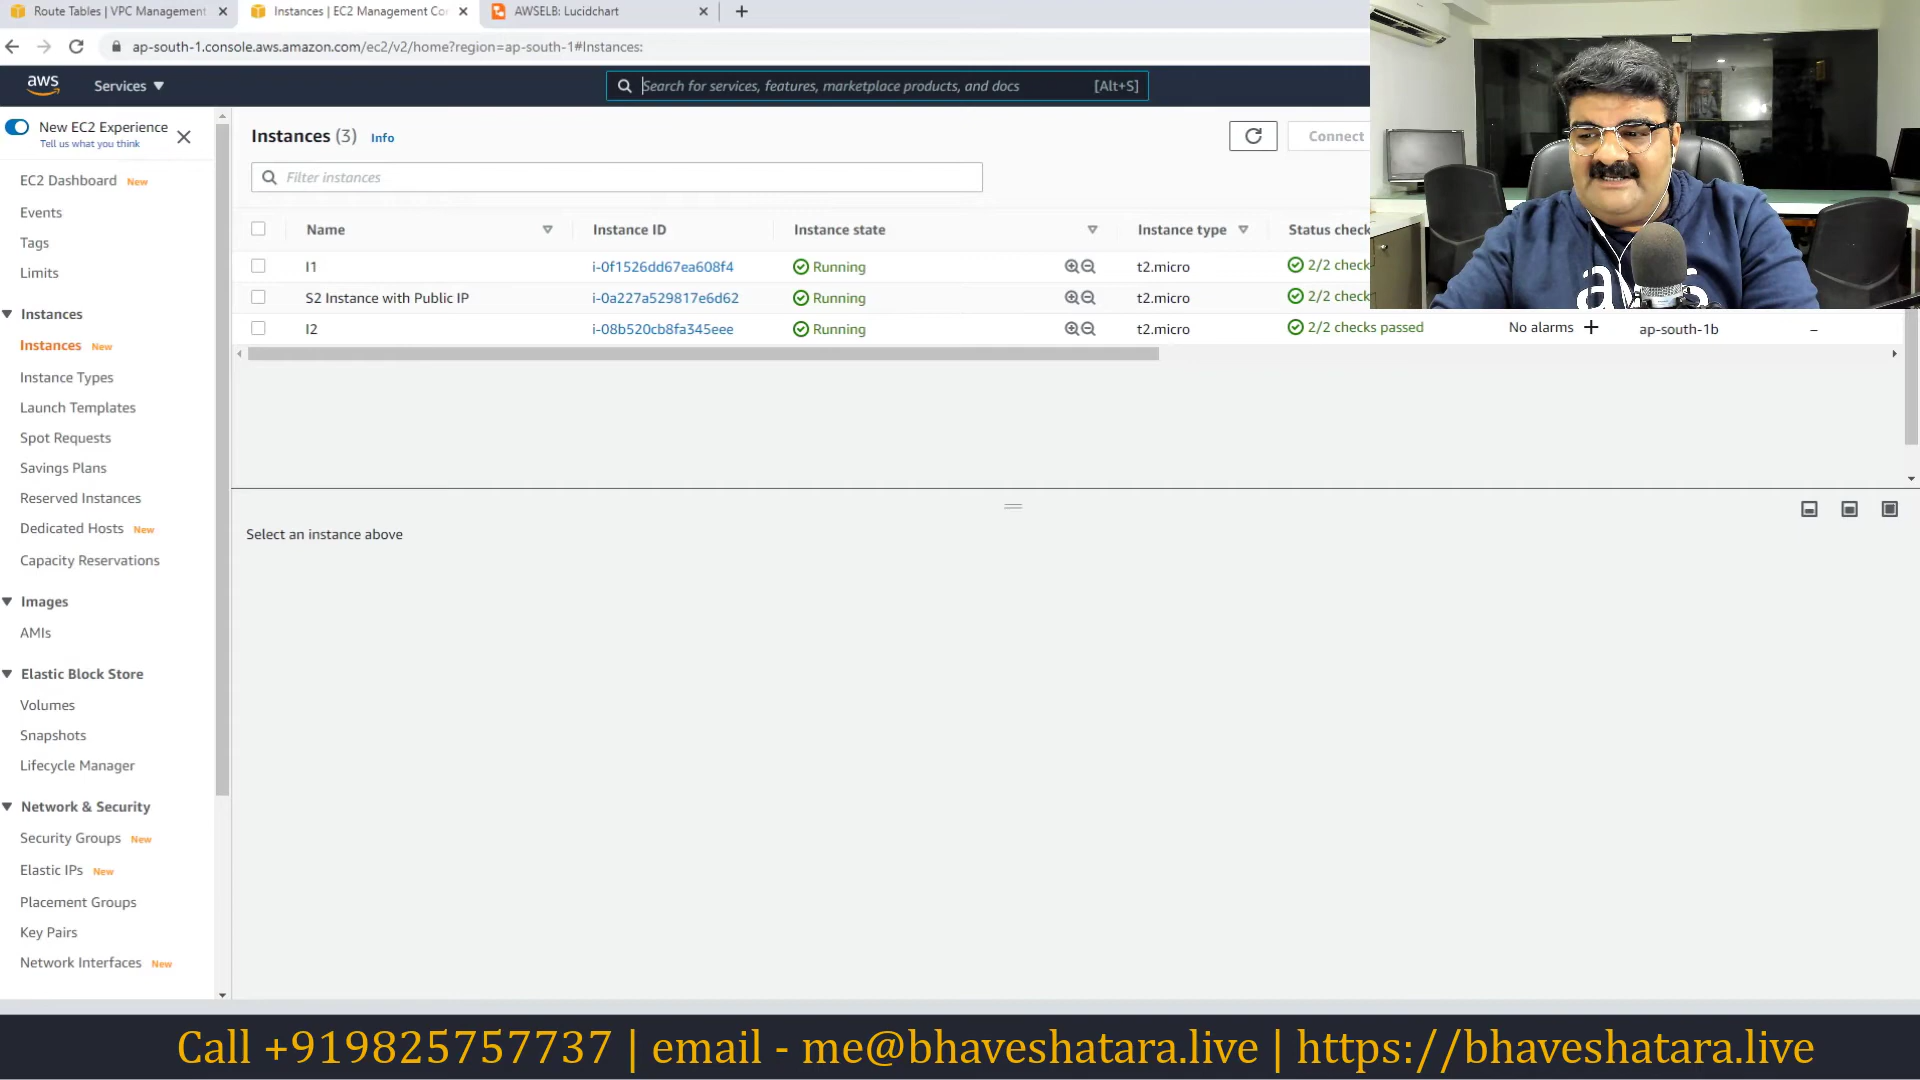 Route Tables | VPC Management
Instances | EC2 Management Co
AWSELB: Lucidchart
ap-south-1.console.aws.amazon.com/ec2/v2/home?region=ap-south-1#Instances:
aws
Services
Search for services, features, marketplace products, and docs
[Alt+S]
New EC2 Experience
Tell us what you think
EC2 Dashboard New
Events
Tags
Limits
Instances
Instances New
Instance Types
Launch Templates
Spot Requests
Savings Plans
Reserved Instances
Dedicated Hosts New
Capacity Reservations
Images
AMIs
Elastic Block Store
Volumes
Snapshots
Lifecycle Manager
Network & Security
Security Groups New
Elastic IPs New
Placement Groups
Key Pairs
Network Interfaces New
Instances (3) Info
Connect
Filter instances
Name Instance ID Instance state Instance type Status check
I1 i-0f1526dd67ea608f4 Running t2.micro 2/2 check
S2 Instance with Public IP i-0a227a529817e6d62 Running t2.micro 2/2 check
I2 i-08b520cb8fa345eee Running t2.micro 2/2 checks passed No alarms + ap-south-1b –
Select an instance above
aws
Call +919825757737 | email - me@bhaveshatara.live | https://bhaveshatara.live